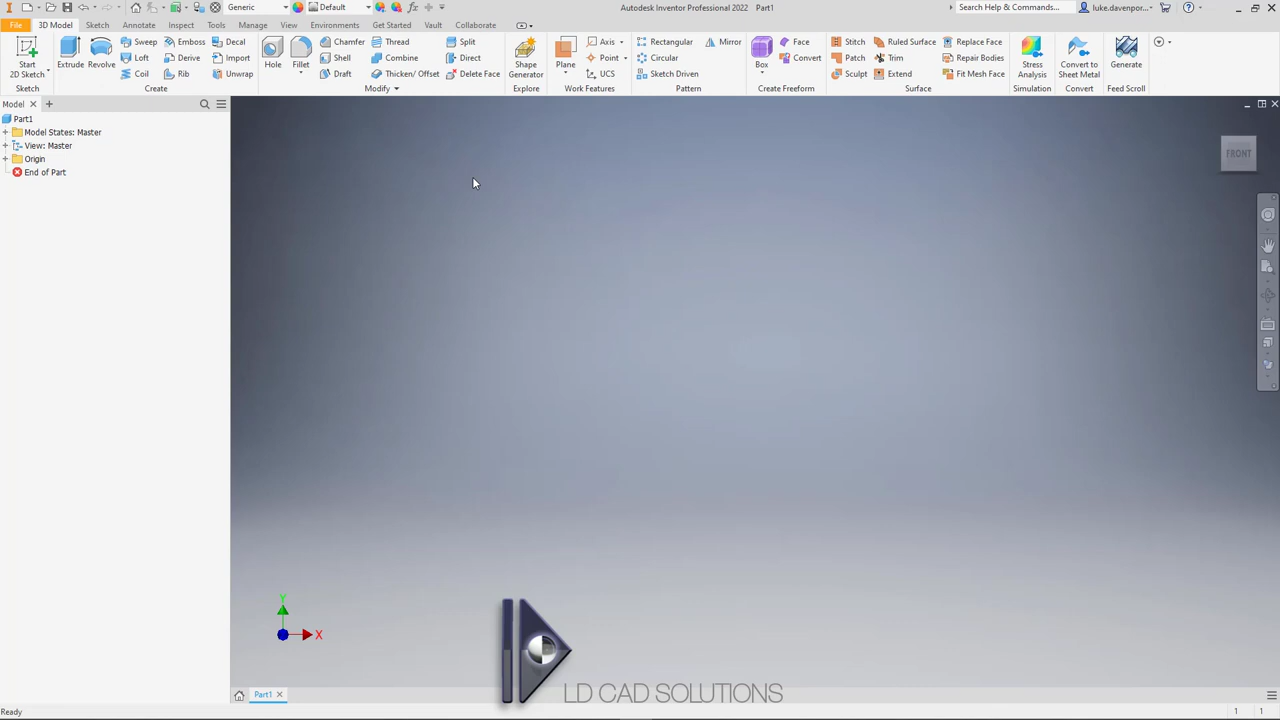 Generic Default Autodesk Inventor Professional 2022 Part1 Search Help & Commands... luke.davenpor...
File 3D Model Sketch Annotate Inspect Tools Manage View Environments Get Started Vault Collaborate
Start 2D Sketch
Sketch
Extrude Revolve Sweep Emboss Decal
Loft Derive Import
Coil Rib Unwrap
Create
Hole Fillet Chamfer Thread Split
Shell Combine Direct
Draft Thicken/ Offset Delete Face
Modify
Shape Generator
Explore
Plane Axis
Point
UCS
Work Features
Rectangular Mirror
Circular
Sketch Driven
Pattern
Box Face
Convert
Create Freeform
Stitch Ruled Surface Replace Face
Patch Trim Repair Bodies
Sculpt Extend Fit Mesh Face
Surface
Stress Analysis
Simulation
Convert to Sheet Metal
Convert
Generate
Feed Scroll
Model
Part1
Model States: Master
View: Master
Origin
End of Part
FRONT
Y
X
LD CAD SOLUTIONS
Part1
Ready
1 1